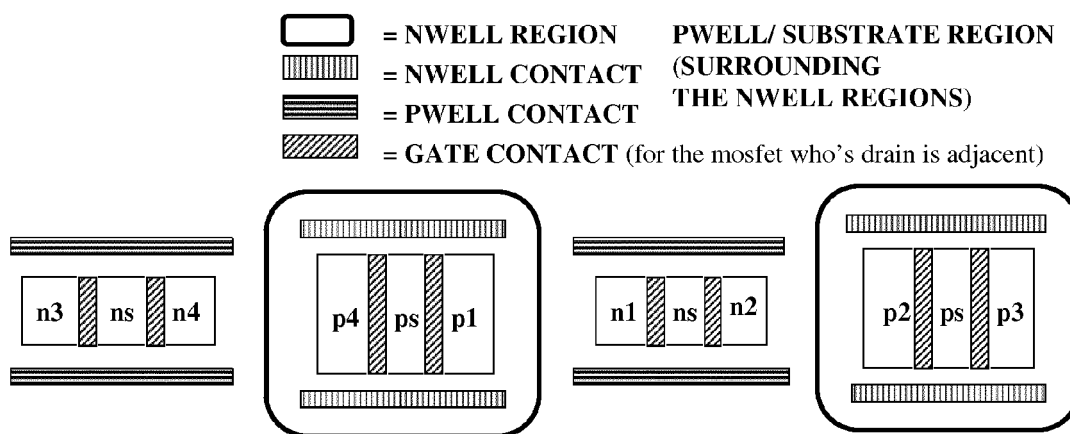 = NWELL REGION
= NWELL CONTACT
= PWELL CONTACT
= GATE CONTACT (for the mosfet who's drain is adjacent)
PWELL/ SUBSTRATE REGION
(SURROUNDING
THE NWELL REGIONS)
n3 ns n4
p4 ps p1
n1 ns n2
p2 ps p3